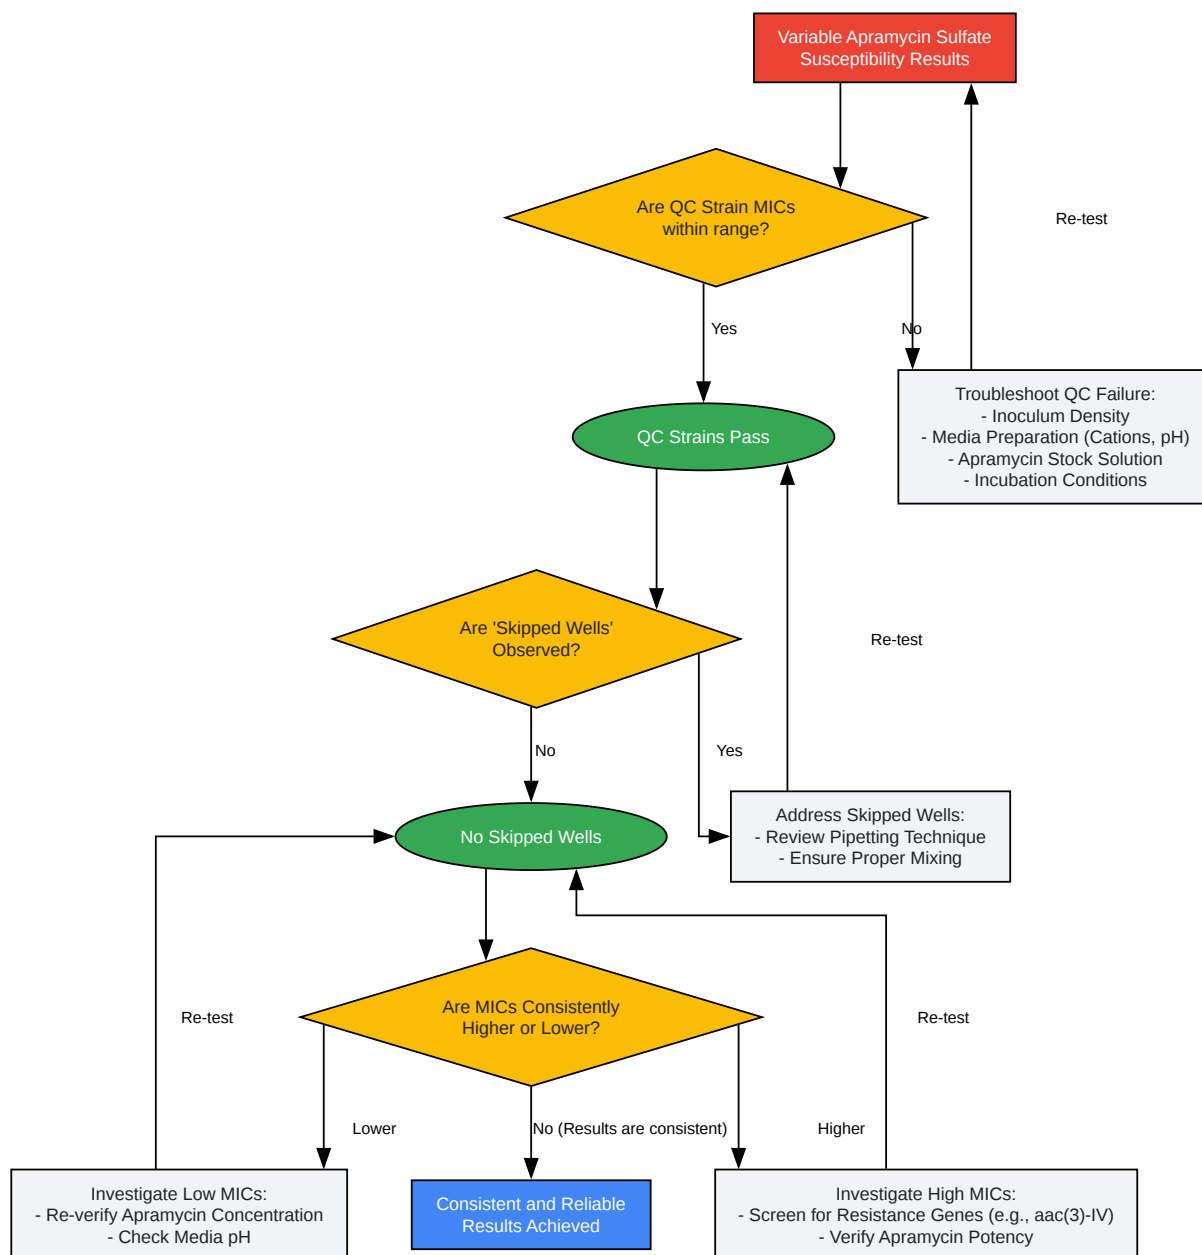 Variable Apramycin Sulfate
Susceptibility Results
Are QC Strain MICs
within range?
Re-test
Yes
No
Troubleshoot QC Failure:
- Inoculum Density
- Media Preparation (Cations, pH)
- Apramycin Stock Solution
- Incubation Conditions
QC Strains Pass
Are 'Skipped Wells'
Observed?
Re-test
No
Yes
Address Skipped Wells:
- Review Pipetting Technique
- Ensure Proper Mixing
No Skipped Wells
Are MICs Consistently
Higher or Lower?
Re-test
Re-test
Lower
No (Results are consistent)
Higher
Investigate Low MICs:
- Re-verify Apramycin Concentration
- Check Media pH
Consistent and Reliable
Results Achieved
Investigate High MICs:
- Screen for Resistance Genes (e.g., aac(3)-IV)
- Verify Apramycin Potency